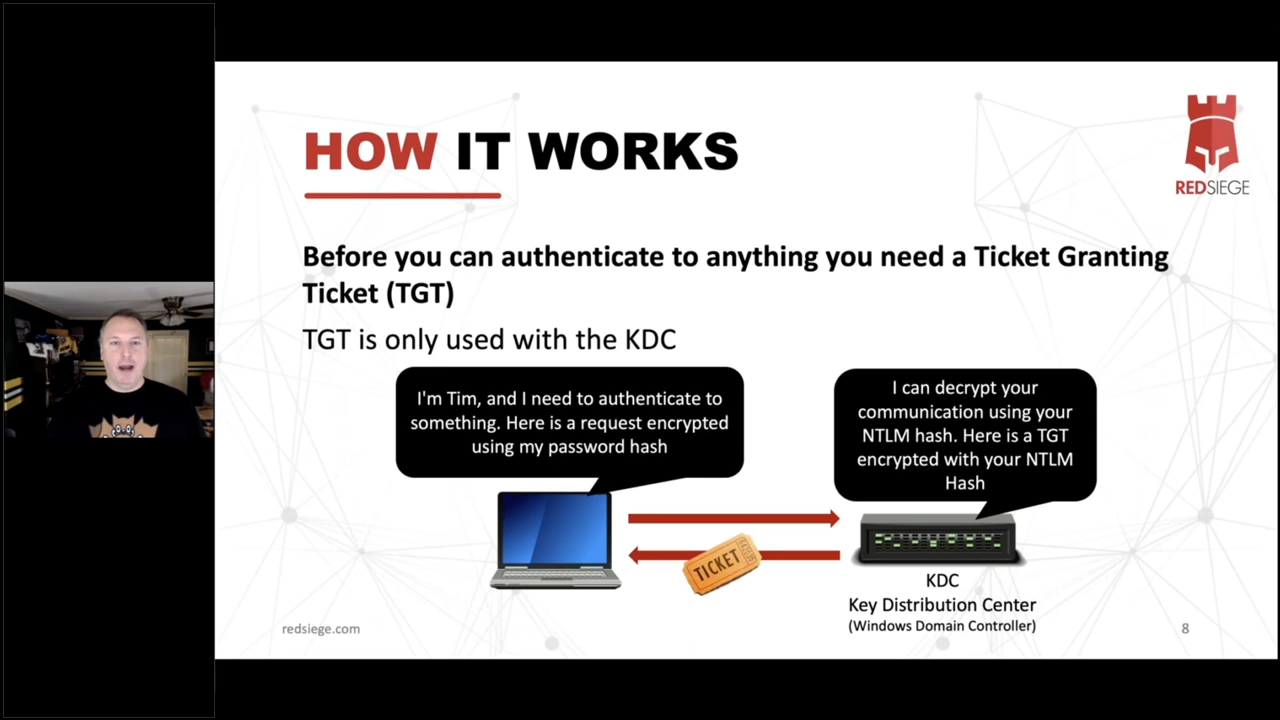 HOW IT WORKS
REDSIEGE
Before you can authenticate to anything you need a Ticket Granting
Ticket (TGT)
TGT is only used with the KDC
I'm Tim, and I need to authenticate to
something. Here is a request encrypted
using my password hash
I can decrypt your
communication using your
NTLM hash. Here is a TGT
encrypted with your NTLM
Hash
TICKET
KDC
Key Distribution Center
(Windows Domain Controller)
redsiege.com
8